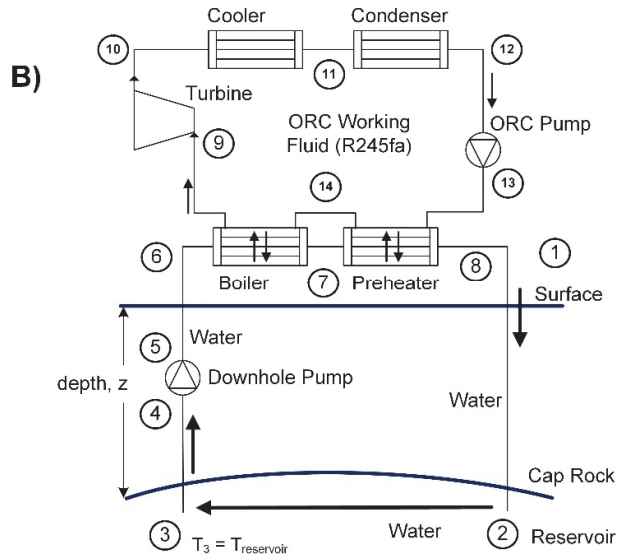 Cooler
Condenser
10
11
12
B)
Turbine
9
ORC Working
Fluid (R245fa)
ORC Pump
13
14
6
Boiler
7
Preheater
8
1
Surface
5
Water
depth, z
Downhole Pump
4
Water
Cap Rock
3
T₃ = Treservoir
Water
2
Reservoir